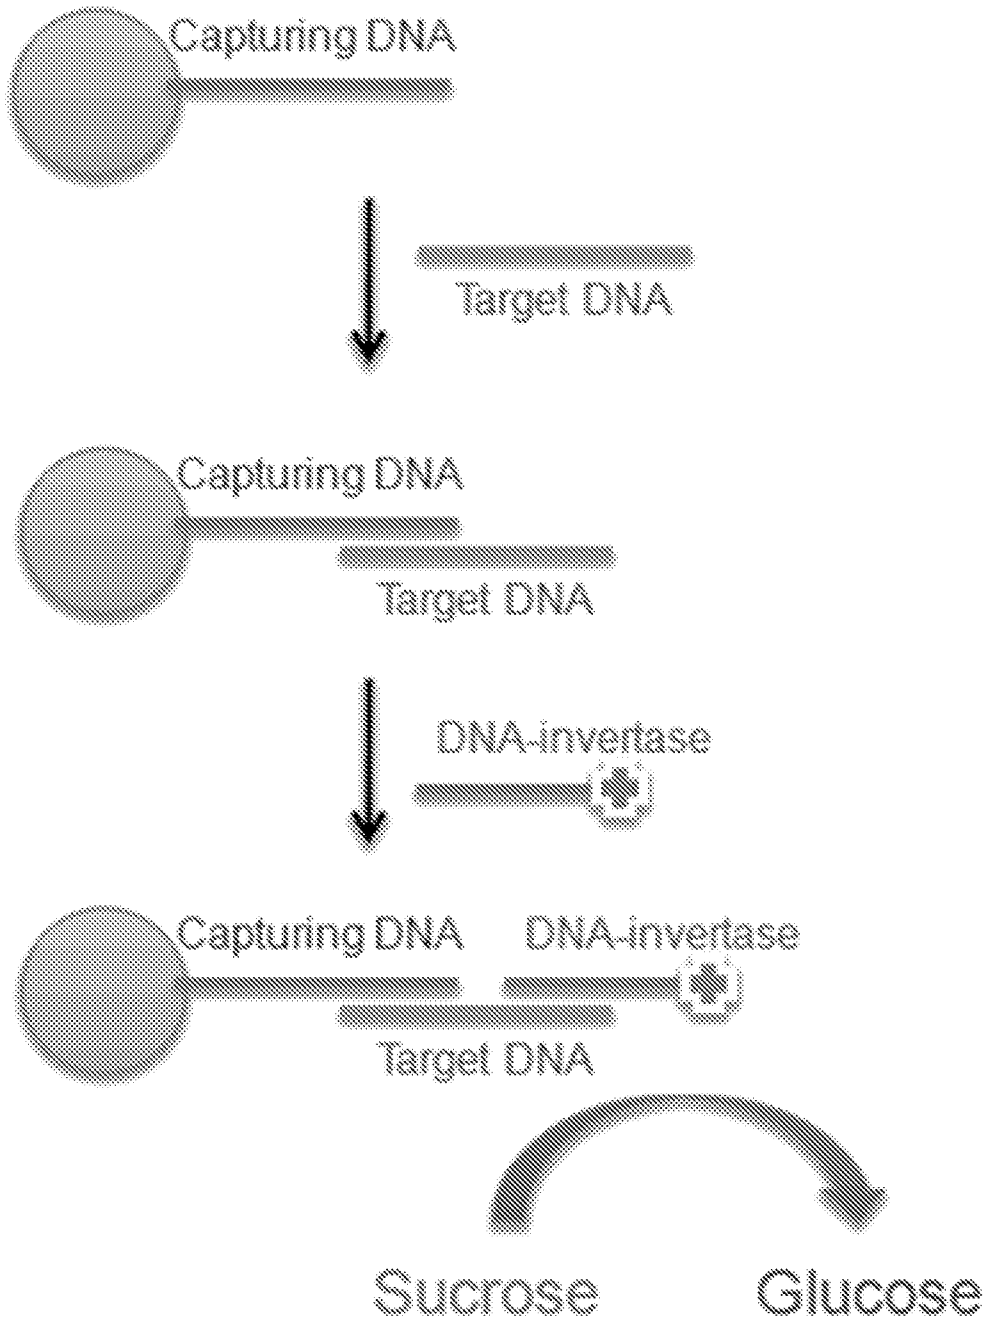 Capturing DNA
Target DNA
Capturing DNA
Target DNA
DNA-invertase
Capturing DNA
DNA-invertase
Target DNA
Sucrose
Glucose